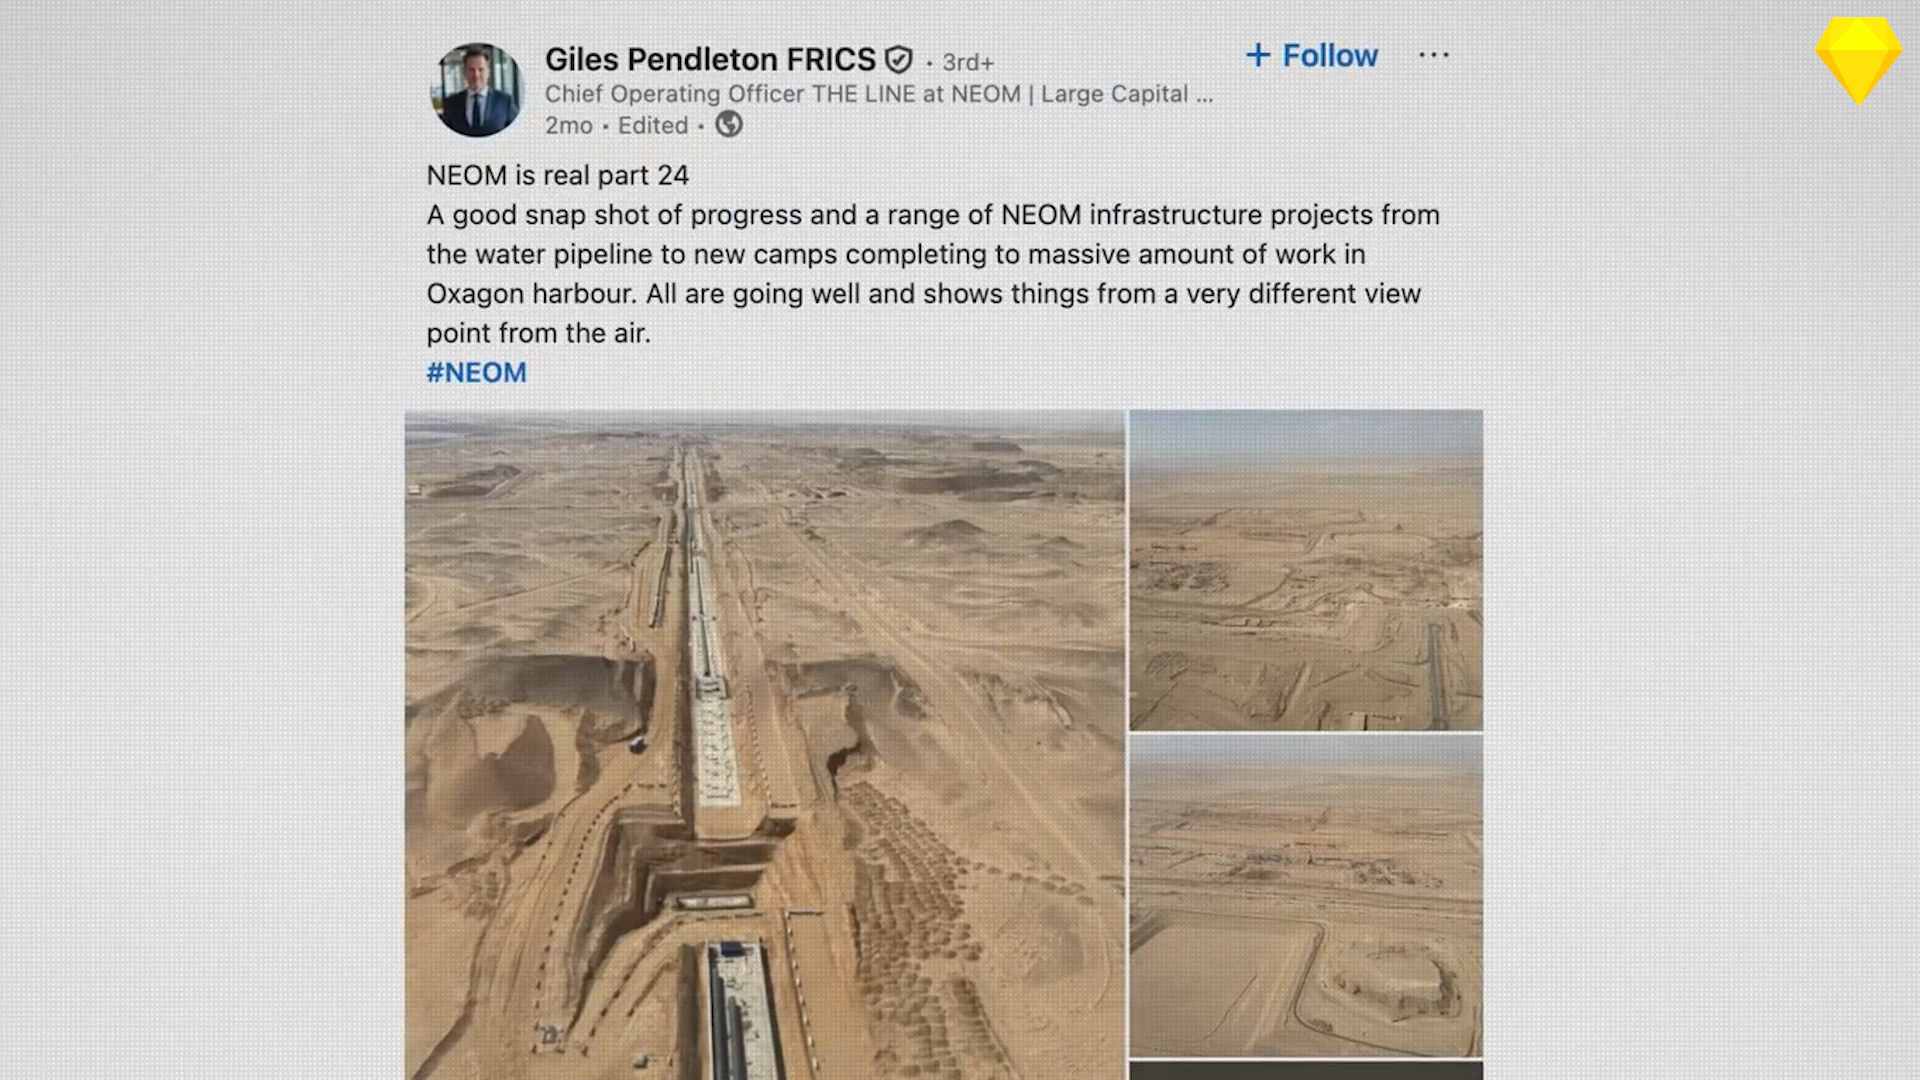 Giles Pendleton FRICS • 3rd+
+ Follow ···
Chief Operating Officer THE LINE at NEOM | Large Capital ...
2mo • Edited •
NEOM is real part 24
A good snap shot of progress and a range of NEOM infrastructure projects from
the water pipeline to new camps completing to massive amount of work in
Oxagon harbour. All are going well and shows things from a very different view
point from the air.
#NEOM